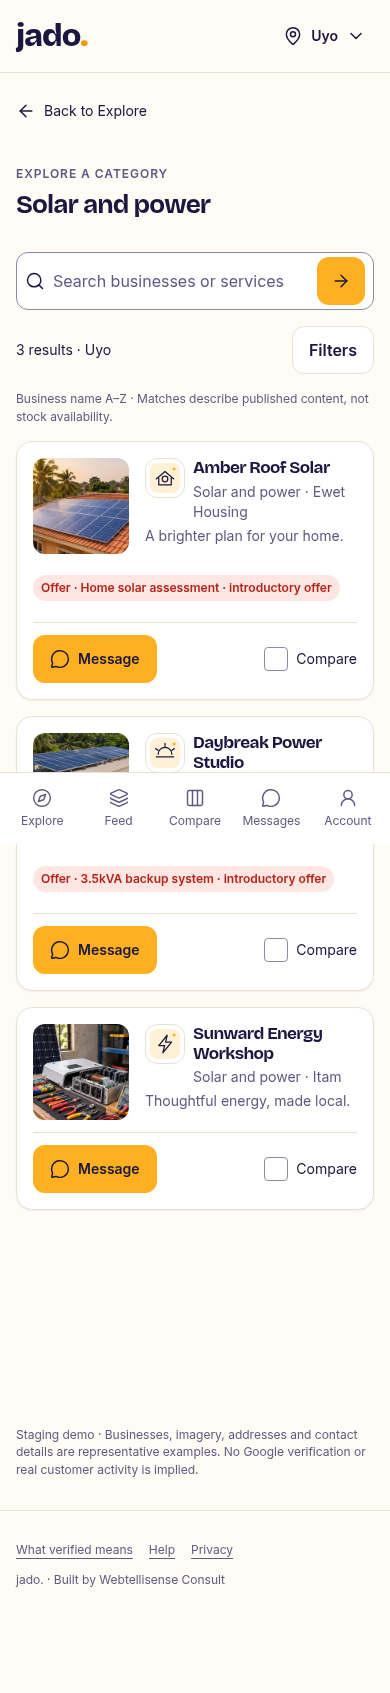 jado.
Uyo
Back to Explore
EXPLORE A CATEGORY
Solar and power
Search businesses or services
3 results · Uyo
Filters
Business name A–Z · Matches describe published content, not
stock availability.
Amber Roof Solar
Solar and power · Ewet
Housing
A brighter plan for your home.
Offer · Home solar assessment · introductory offer
Message
Compare
Daybreak Power
Studio
Explore
Feed
Compare
Messages
Account
Offer · 3.5kVA backup system · introductory offer
Message
Compare
Sunward Energy
Workshop
Solar and power · Itam
Thoughtful energy, made local.
Message
Compare
Staging demo · Businesses, imagery, addresses and contact
details are representative examples. No Google verification or
real customer activity is implied.
What verified means
Help
Privacy
jado. · Built by Webtellisense Consult